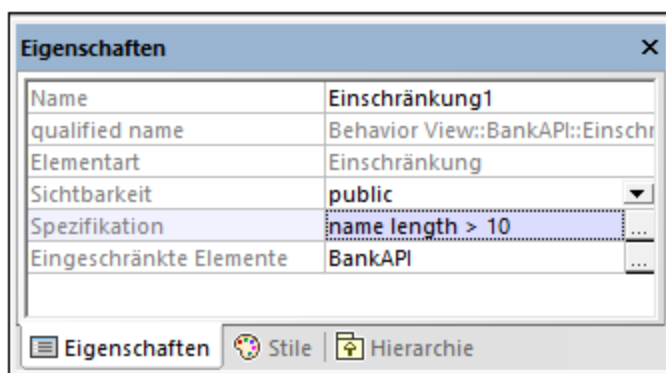 Eigenschaften
Name Einschränkung1
qualified name Behavior View::BankAPI::Einschr
Elementart Einschränkung
Sichtbarkeit public
Spezifikation name length > 10 ...
Eingeschränkte Elemente BankAPI ...
Eigenschaften Stile Hierarchie